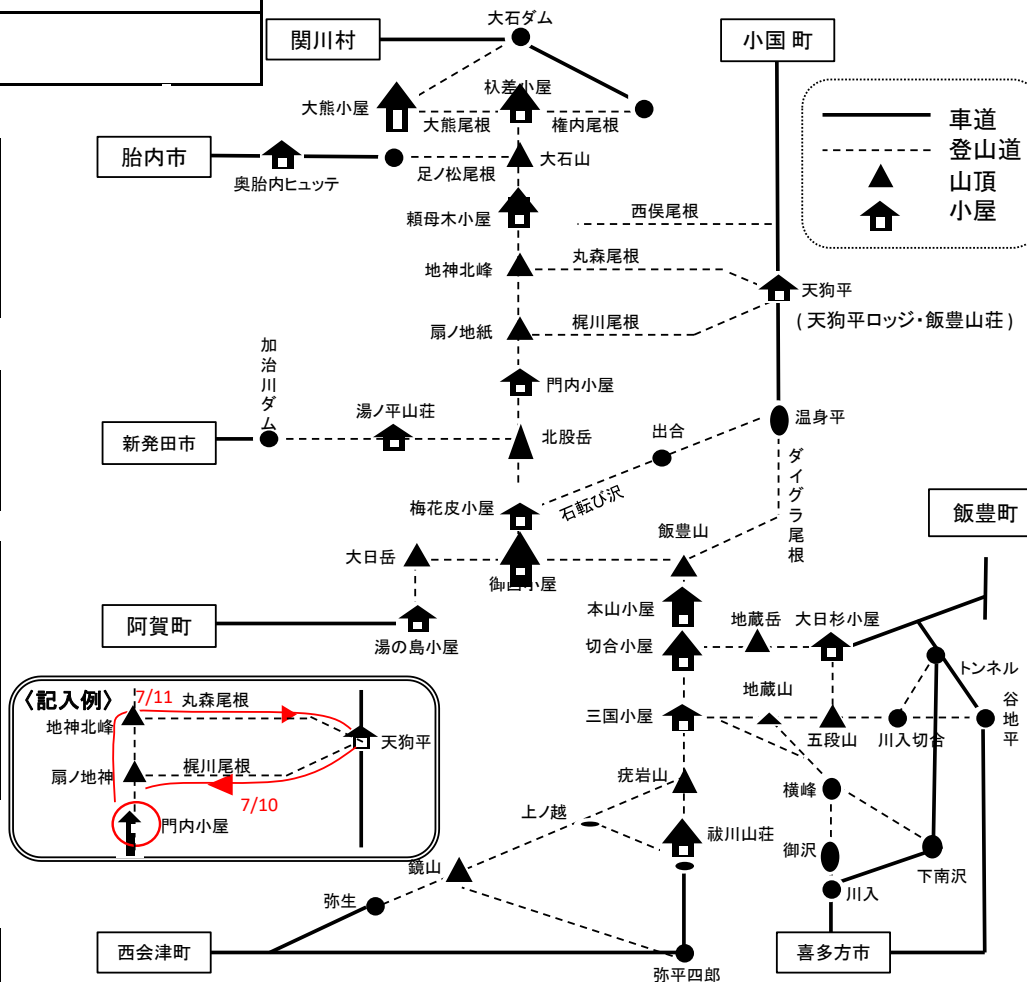 大石ダム
関川村
小国町
大熊小屋
杁差小屋
大熊尾根
権内尾根
車道
登山道
山頂
小屋
胎内市
奥胎内ヒュッテ
足ノ松尾根
大石山
頼母木小屋
西俣尾根
地神北峰
丸森尾根
天狗平
(天狗平ロッジ・飯豊山荘)
扇ノ地紙
梶川尾根
門内小屋
加治川ダム
湯ノ平山荘
新発田市
北股岳
出合
温身平
ダイグラ尾根
梅花皮小屋
石転び沢
飯豊町
飯豊山
大日岳
御西小屋
本山小屋
阿賀町
湯の島小屋
切合小屋
地蔵岳
大日杉小屋
トンネル
地蔵山
三国小屋
五段山
川入切合
谷地平
〈記入例〉
7/11
丸森尾根
地神北峰
天狗平
扇ノ地神
梶川尾根
7/10
門内小屋
疣岩山
横峰
上ノ越
祓川山荘
御沢
鏡山
下南沢
川入
弥生
西会津町
喜多方市
弥平四郎